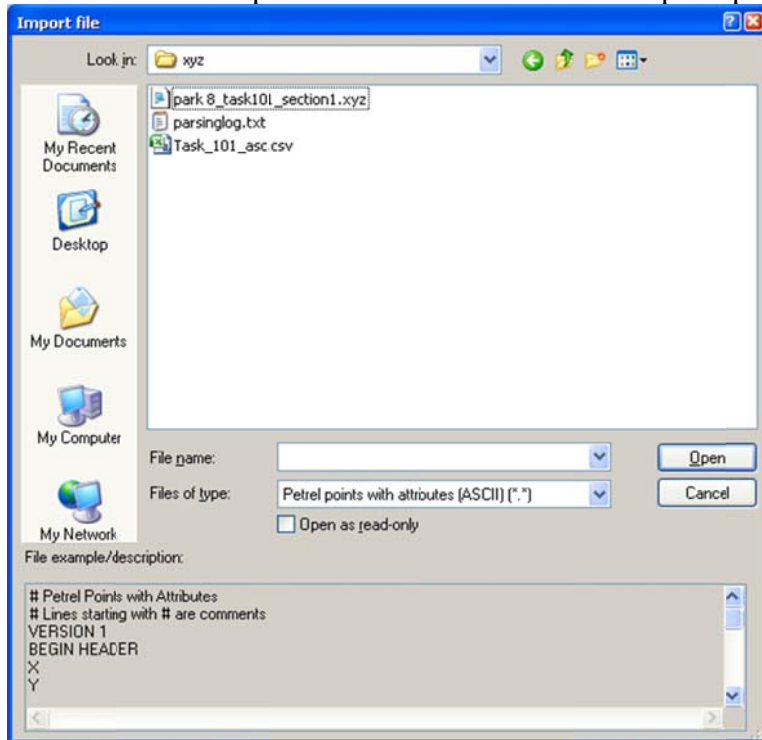 Import file
Look in: xyz
park 8_task101_section1.xyz
parsinglog.txt
Task_101_asc.csv
My Recent Documents
Desktop
My Documents
My Computer
My Network
File name:
Open
Files of type: Petrel points with attributes (ASCII) (*.*)
Cancel
Open as read-only
File example/description:
# Petrel Points with Attributes
# Lines starting with # are comments
VERSION 1
BEGIN HEADER
X
Y